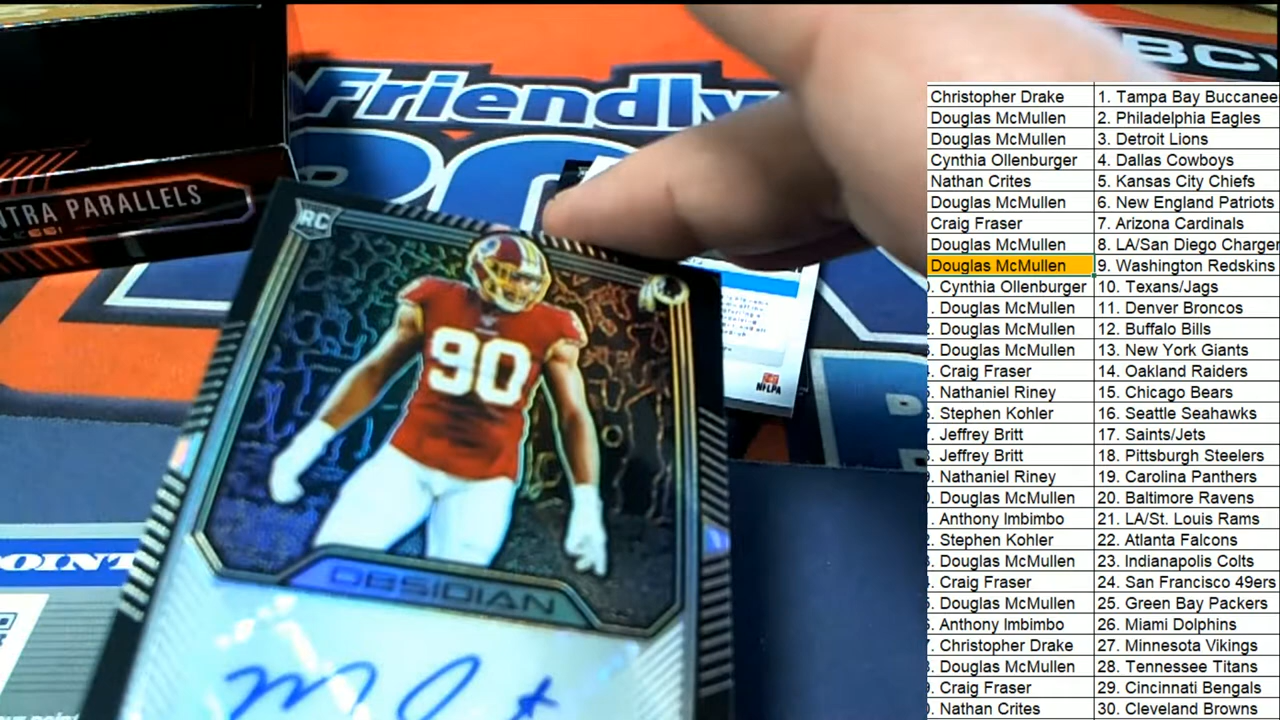 Friendly
BCW
NTRA PARALLELS
RC
90
OBSIDIAN
NFLPA
POINT
Christopher Drake 1. Tampa Bay Buccanee
Douglas McMullen 2. Philadelphia Eagles
Douglas McMullen 3. Detroit Lions
Cynthia Ollenburger 4. Dallas Cowboys
Nathan Crites 5. Kansas City Chiefs
Douglas McMullen 6. New England Patriots
Craig Fraser 7. Arizona Cardinals
Douglas McMullen 8. LA/San Diego Charger
Douglas McMullen 9. Washington Redskins
. Cynthia Ollenburger 10. Texans/Jags
. Douglas McMullen 11. Denver Broncos
. Douglas McMullen 12. Buffalo Bills
. Douglas McMullen 13. New York Giants
. Craig Fraser 14. Oakland Raiders
. Nathaniel Riney 15. Chicago Bears
. Stephen Kohler 16. Seattle Seahawks
. Jeffrey Britt 17. Saints/Jets
. Jeffrey Britt 18. Pittsburgh Steelers
. Nathaniel Riney 19. Carolina Panthers
. Douglas McMullen 20. Baltimore Ravens
. Anthony Imbimbo 21. LA/St. Louis Rams
. Stephen Kohler 22. Atlanta Falcons
. Douglas McMullen 23. Indianapolis Colts
. Craig Fraser 24. San Francisco 49ers
. Douglas McMullen 25. Green Bay Packers
. Anthony Imbimbo 26. Miami Dolphins
. Christopher Drake 27. Minnesota Vikings
. Douglas McMullen 28. Tennessee Titans
. Craig Fraser 29. Cincinnati Bengals
. Nathan Crites 30. Cleveland Browns